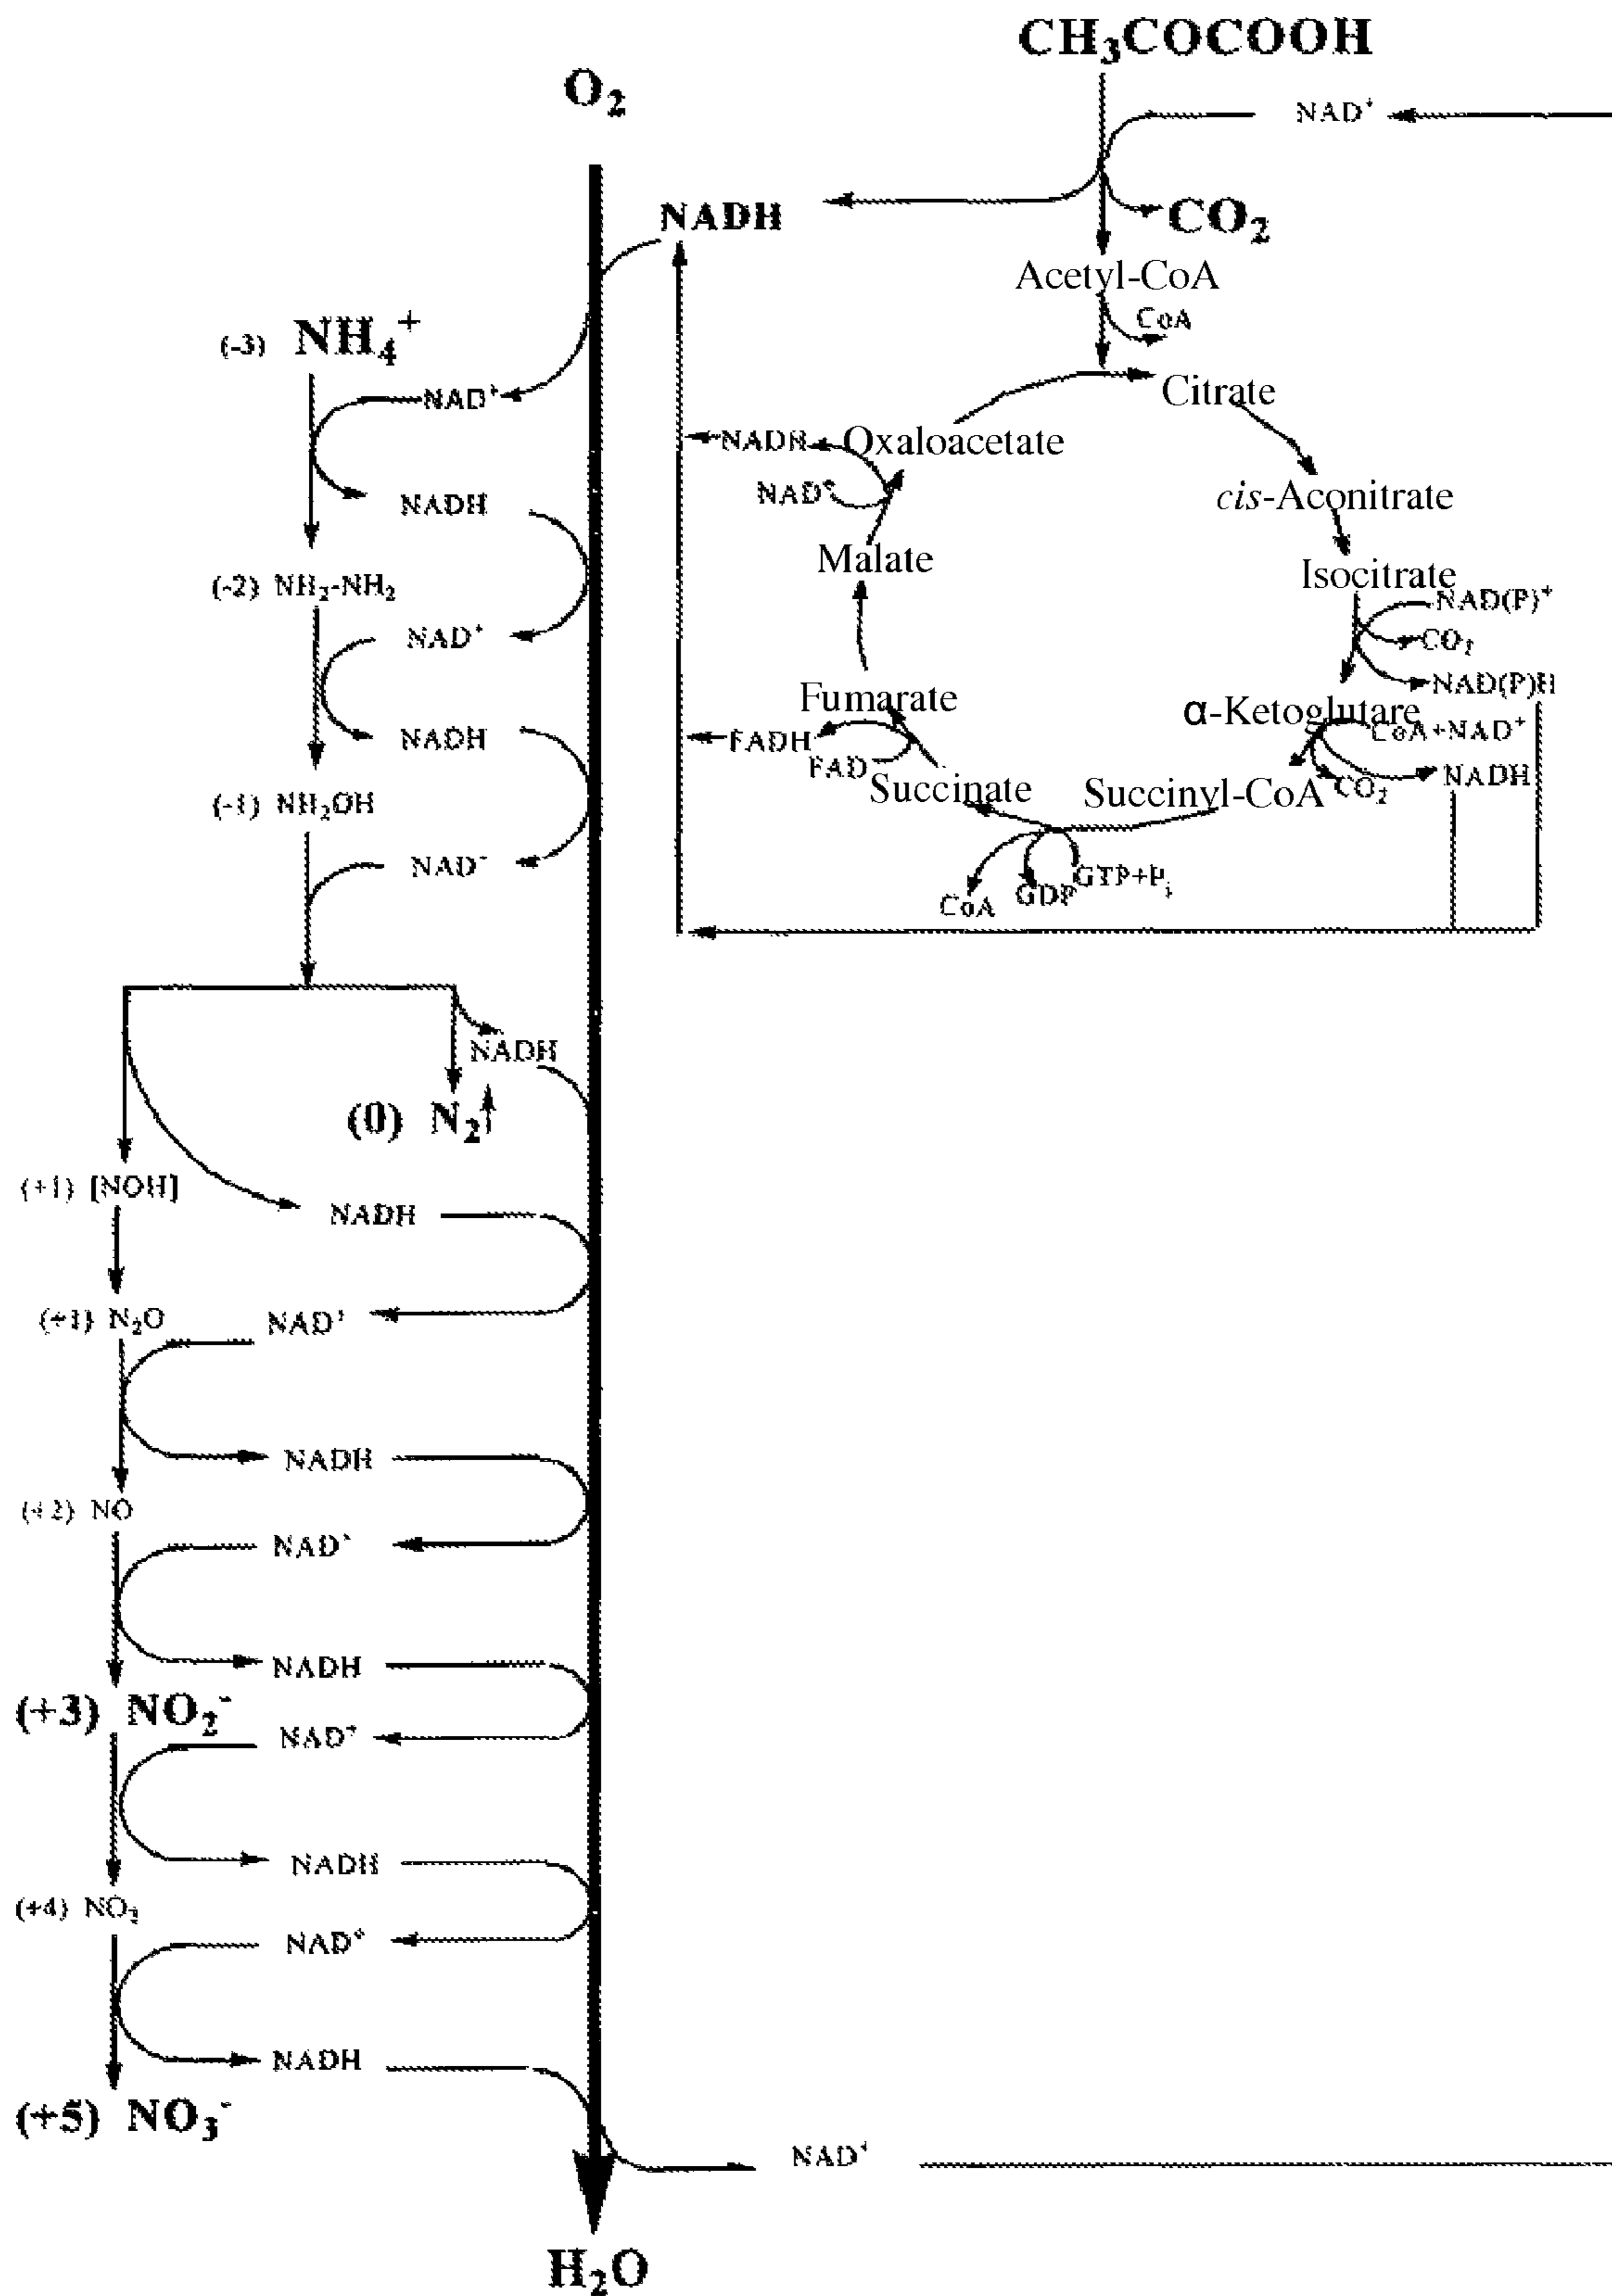 CH₃COCOOH
O₂
NAD⁺
NADH
CO₂
Acetyl-CoA
CoA
(-3) NH₄⁺
NAD⁺
Citrate
NADH
Oxaloacetate
NAD⁺
cis-Aconitrate
NADH
Malate
Isocitrate
(-2) NH₂-NH₂
NAD(P)⁺
NAD⁺
CO₂
NAD(P)H
Fumarate
α-Ketoglutare
CoA+NAD⁺
NADH
FADH
FAD
Succinate
Succinyl-CoA
CO₂
NADH
(-1) NH₂OH
NAD⁺
CoA
GDP
GTP+Pᵢ
NADH
(0) N₂↑
(+1) [NOH]
NADH
(+1) N₂O
NAD⁺
NADH
(+2) NO
NAD⁺
NADH
(+3) NO₂⁻
NAD⁺
NADH
(+4) NO₂
NAD⁺
NADH
(+5) NO₃⁻
NAD⁺
H₂O